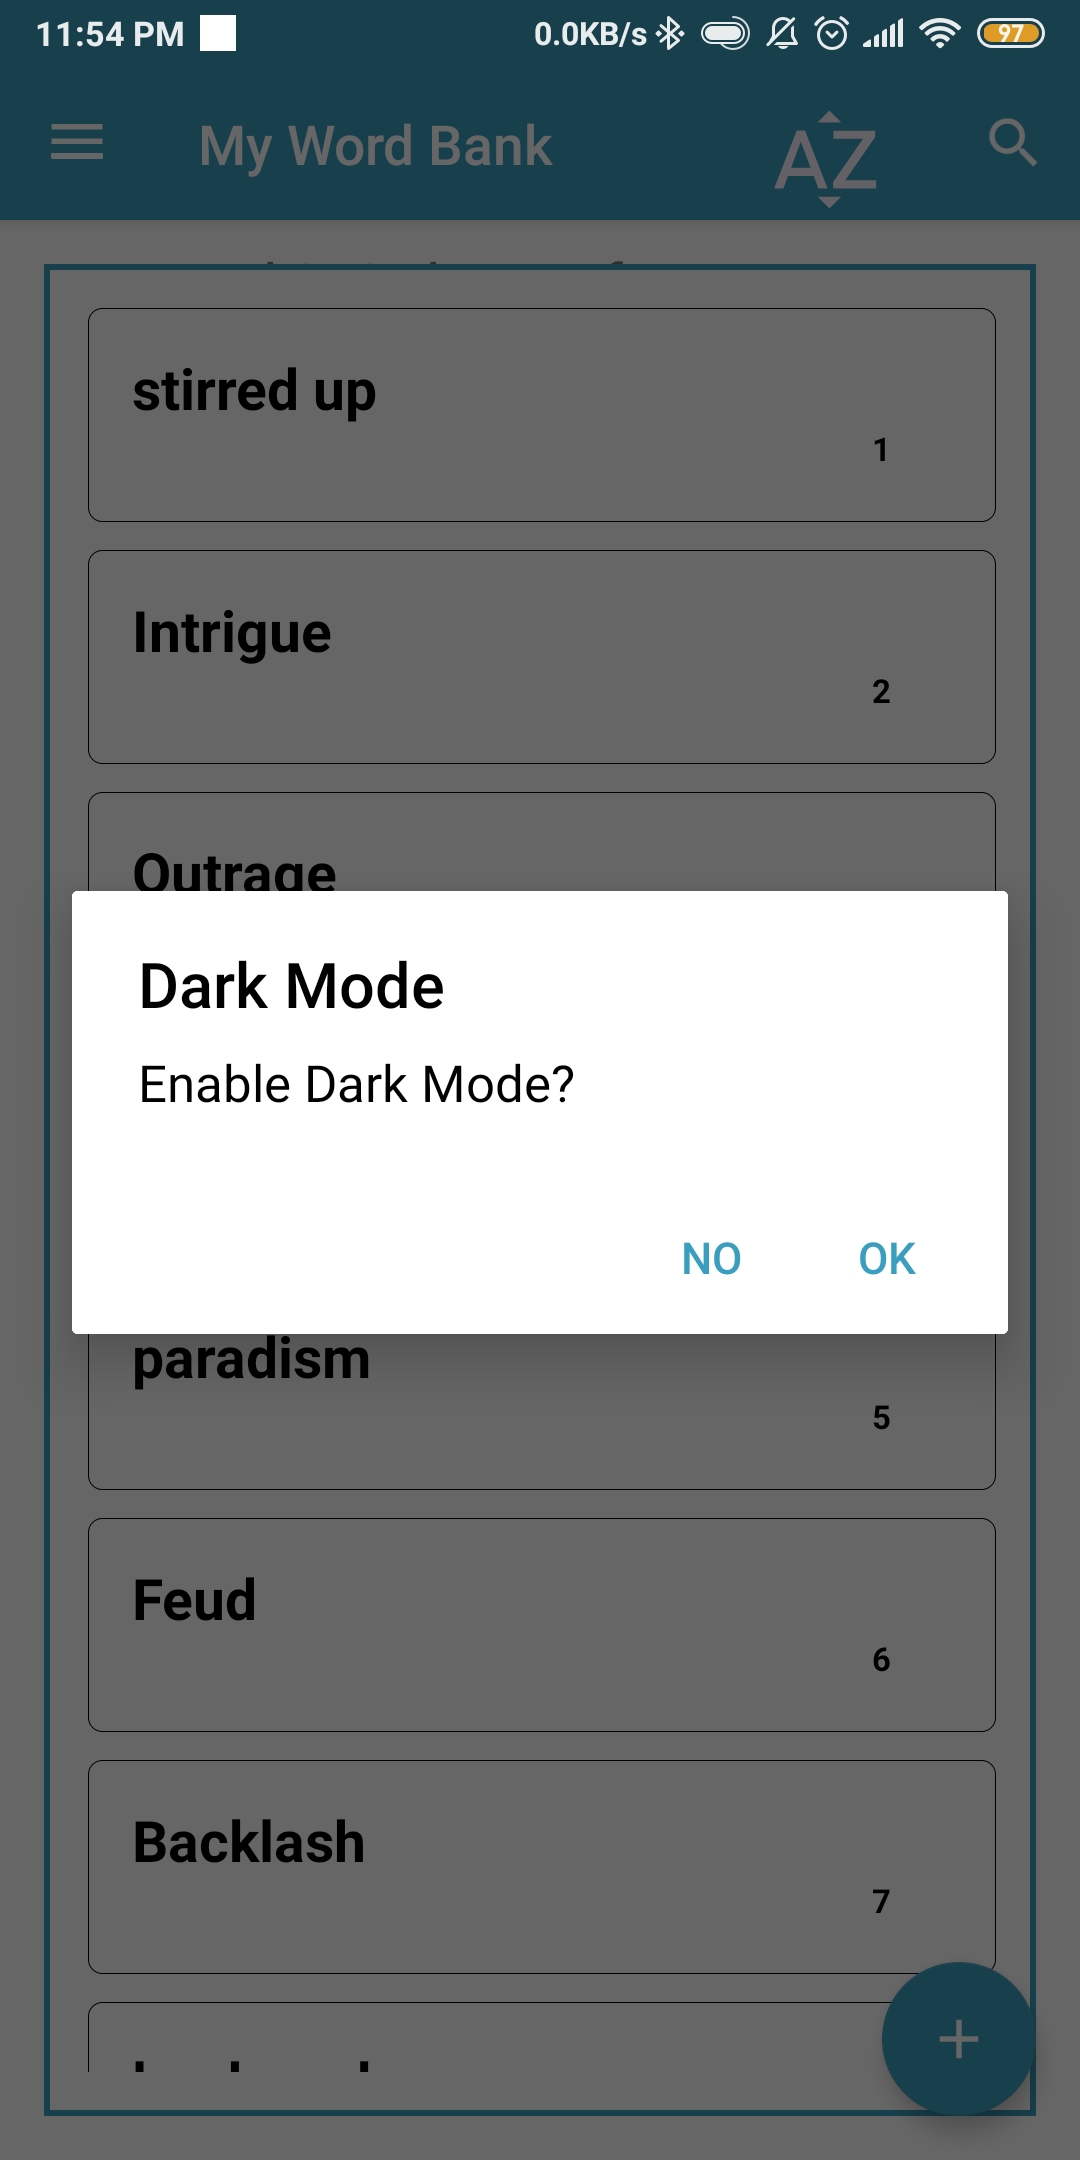 11:54 PM 0.0KB/s 97
My Word Bank AZ
stirred up
1
Intrigue
2
Outrage
Dark Mode
Enable Dark Mode?
NO OK
paradism
5
Feud
6
Backlash
7